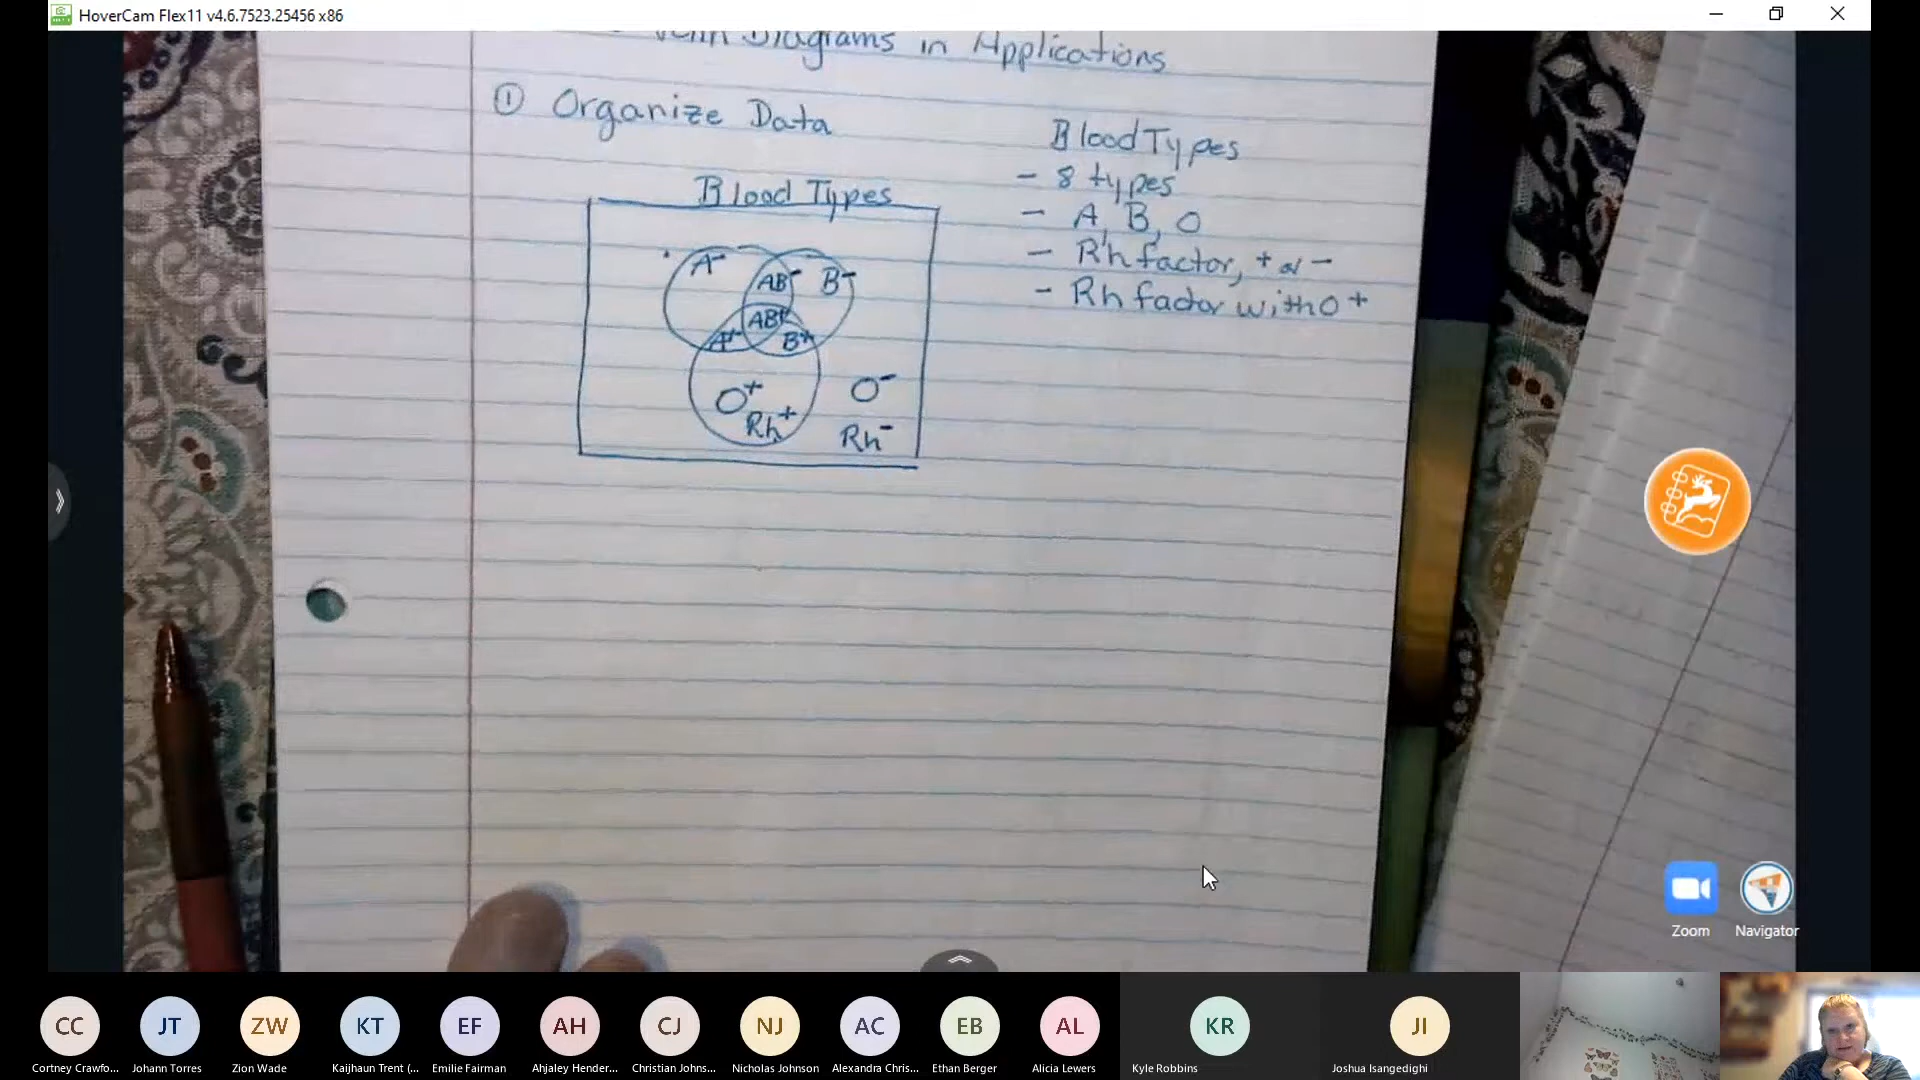 HoverCam Flex11 v4.6.7523.25456 x86
Venn Diagrams in Applications
① Organize Data
Blood Types
A⁻
AB⁻
B⁻
AB⁺
A⁺
B⁺
O⁺
Rh⁺
O⁻
Rh⁻
Blood Types
- 8 types
- A, B, O
- Rh factor, + or -
- Rh factor with O +
Zoom
Navigator
CC
JT
ZW
KT
EF
AH
CJ
NJ
AC
EB
AL
KR
JI
Cortney Crawfo...
Johann Torres
Zion Wade
Kaijhaun Trent (...
Emilie Fairman
Ahjaley Hender...
Christian Johns...
Nicholas Johnson
Alexandra Chris...
Ethan Berger
Alicia Lewers
Kyle Robbins
Joshua Isangedighi